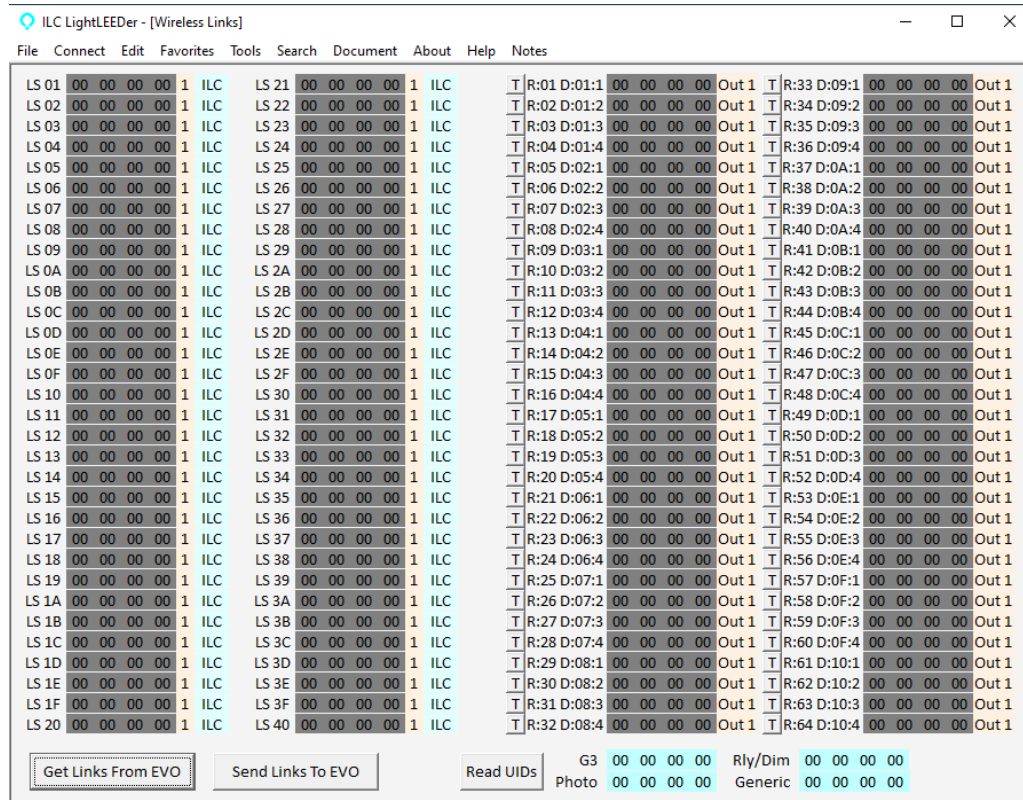 ILC LightLEEDer - [Wireless Links]
File Connect Edit Favorites Tools Search Document About Help Notes
LS 01 00 00 00 00 1 ILC LS 21 00 00 00 00 1 ILC T R:01 D:01:1 00 00 00 00 Out 1 T R:33 D:09:1 00 00 00 00 Out 1
LS 02 00 00 00 00 1 ILC LS 22 00 00 00 00 1 ILC T R:02 D:01:2 00 00 00 00 Out 1 T R:34 D:09:2 00 00 00 00 Out 1
LS 03 00 00 00 00 1 ILC LS 23 00 00 00 00 1 ILC T R:03 D:01:3 00 00 00 00 Out 1 T R:35 D:09:3 00 00 00 00 Out 1
LS 04 00 00 00 00 1 ILC LS 24 00 00 00 00 1 ILC T R:04 D:01:4 00 00 00 00 Out 1 T R:36 D:09:4 00 00 00 00 Out 1
LS 05 00 00 00 00 1 ILC LS 25 00 00 00 00 1 ILC T R:05 D:02:1 00 00 00 00 Out 1 T R:37 D:0A:1 00 00 00 00 Out 1
LS 06 00 00 00 00 1 ILC LS 26 00 00 00 00 1 ILC T R:06 D:02:2 00 00 00 00 Out 1 T R:38 D:0A:2 00 00 00 00 Out 1
LS 07 00 00 00 00 1 ILC LS 27 00 00 00 00 1 ILC T R:07 D:02:3 00 00 00 00 Out 1 T R:39 D:0A:3 00 00 00 00 Out 1
LS 08 00 00 00 00 1 ILC LS 28 00 00 00 00 1 ILC T R:08 D:02:4 00 00 00 00 Out 1 T R:40 D:0A:4 00 00 00 00 Out 1
LS 09 00 00 00 00 1 ILC LS 29 00 00 00 00 1 ILC T R:09 D:03:1 00 00 00 00 Out 1 T R:41 D:0B:1 00 00 00 00 Out 1
LS 0A 00 00 00 00 1 ILC LS 2A 00 00 00 00 1 ILC T R:10 D:03:2 00 00 00 00 Out 1 T R:42 D:0B:2 00 00 00 00 Out 1
LS 0B 00 00 00 00 1 ILC LS 2B 00 00 00 00 1 ILC T R:11 D:03:3 00 00 00 00 Out 1 T R:43 D:0B:3 00 00 00 00 Out 1
LS 0C 00 00 00 00 1 ILC LS 2C 00 00 00 00 1 ILC T R:12 D:03:4 00 00 00 00 Out 1 T R:44 D:0B:4 00 00 00 00 Out 1
LS 0D 00 00 00 00 1 ILC LS 2D 00 00 00 00 1 ILC T R:13 D:04:1 00 00 00 00 Out 1 T R:45 D:0C:1 00 00 00 00 Out 1
LS 0E 00 00 00 00 1 ILC LS 2E 00 00 00 00 1 ILC T R:14 D:04:2 00 00 00 00 Out 1 T R:46 D:0C:2 00 00 00 00 Out 1
LS 0F 00 00 00 00 1 ILC LS 2F 00 00 00 00 1 ILC T R:15 D:04:3 00 00 00 00 Out 1 T R:47 D:0C:3 00 00 00 00 Out 1
LS 10 00 00 00 00 1 ILC LS 30 00 00 00 00 1 ILC T R:16 D:04:4 00 00 00 00 Out 1 T R:48 D:0C:4 00 00 00 00 Out 1
LS 11 00 00 00 00 1 ILC LS 31 00 00 00 00 1 ILC T R:17 D:05:1 00 00 00 00 Out 1 T R:49 D:0D:1 00 00 00 00 Out 1
LS 12 00 00 00 00 1 ILC LS 32 00 00 00 00 1 ILC T R:18 D:05:2 00 00 00 00 Out 1 T R:50 D:0D:2 00 00 00 00 Out 1
LS 13 00 00 00 00 1 ILC LS 33 00 00 00 00 1 ILC T R:19 D:05:3 00 00 00 00 Out 1 T R:51 D:0D:3 00 00 00 00 Out 1
LS 14 00 00 00 00 1 ILC LS 34 00 00 00 00 1 ILC T R:20 D:05:4 00 00 00 00 Out 1 T R:52 D:0D:4 00 00 00 00 Out 1
LS 15 00 00 00 00 1 ILC LS 35 00 00 00 00 1 ILC T R:21 D:06:1 00 00 00 00 Out 1 T R:53 D:0E:1 00 00 00 00 Out 1
LS 16 00 00 00 00 1 ILC LS 36 00 00 00 00 1 ILC T R:22 D:06:2 00 00 00 00 Out 1 T R:54 D:0E:2 00 00 00 00 Out 1
LS 17 00 00 00 00 1 ILC LS 37 00 00 00 00 1 ILC T R:23 D:06:3 00 00 00 00 Out 1 T R:55 D:0E:3 00 00 00 00 Out 1
LS 18 00 00 00 00 1 ILC LS 38 00 00 00 00 1 ILC T R:24 D:06:4 00 00 00 00 Out 1 T R:56 D:0E:4 00 00 00 00 Out 1
LS 19 00 00 00 00 1 ILC LS 39 00 00 00 00 1 ILC T R:25 D:07:1 00 00 00 00 Out 1 T R:57 D:0F:1 00 00 00 00 Out 1
LS 1A 00 00 00 00 1 ILC LS 3A 00 00 00 00 1 ILC T R:26 D:07:2 00 00 00 00 Out 1 T R:58 D:0F:2 00 00 00 00 Out 1
LS 1B 00 00 00 00 1 ILC LS 3B 00 00 00 00 1 ILC T R:27 D:07:3 00 00 00 00 Out 1 T R:59 D:0F:3 00 00 00 00 Out 1
LS 1C 00 00 00 00 1 ILC LS 3C 00 00 00 00 1 ILC T R:28 D:07:4 00 00 00 00 Out 1 T R:60 D:0F:4 00 00 00 00 Out 1
LS 1D 00 00 00 00 1 ILC LS 3D 00 00 00 00 1 ILC T R:29 D:08:1 00 00 00 00 Out 1 T R:61 D:10:1 00 00 00 00 Out 1
LS 1E 00 00 00 00 1 ILC LS 3E 00 00 00 00 1 ILC T R:30 D:08:2 00 00 00 00 Out 1 T R:62 D:10:2 00 00 00 00 Out 1
LS 1F 00 00 00 00 1 ILC LS 3F 00 00 00 00 1 ILC T R:31 D:08:3 00 00 00 00 Out 1 T R:63 D:10:3 00 00 00 00 Out 1
LS 20 00 00 00 00 1 ILC LS 40 00 00 00 00 1 ILC T R:32 D:08:4 00 00 00 00 Out 1 T R:64 D:10:4 00 00 00 00 Out 1
Get Links From EVO Send Links To EVO Read UIDs
G3 00 00 00 00 Rly/Dim 00 00 00 00
Photo 00 00 00 00 Generic 00 00 00 00